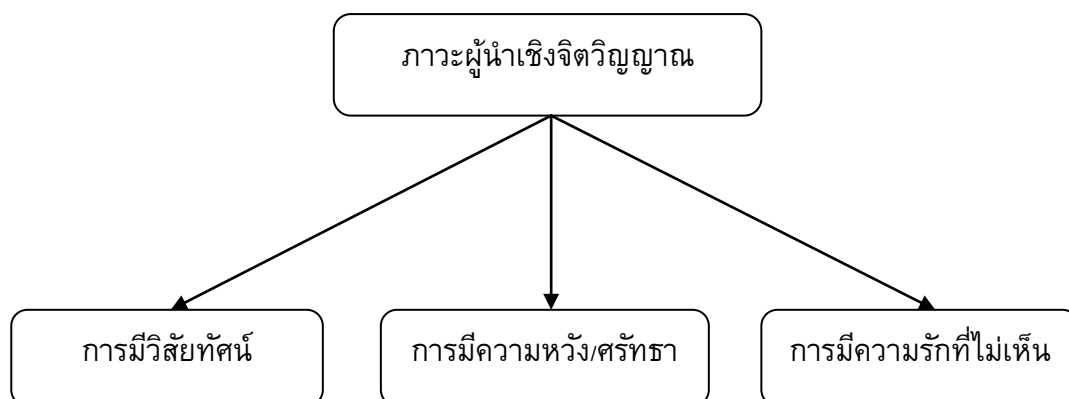 ภาวะผู้นำเชิงจิตวิญญาณ
การมีวิสัยทัศน์
การมีความหวัง/ศรัทธา
การมีความรักที่ไม่เห็น